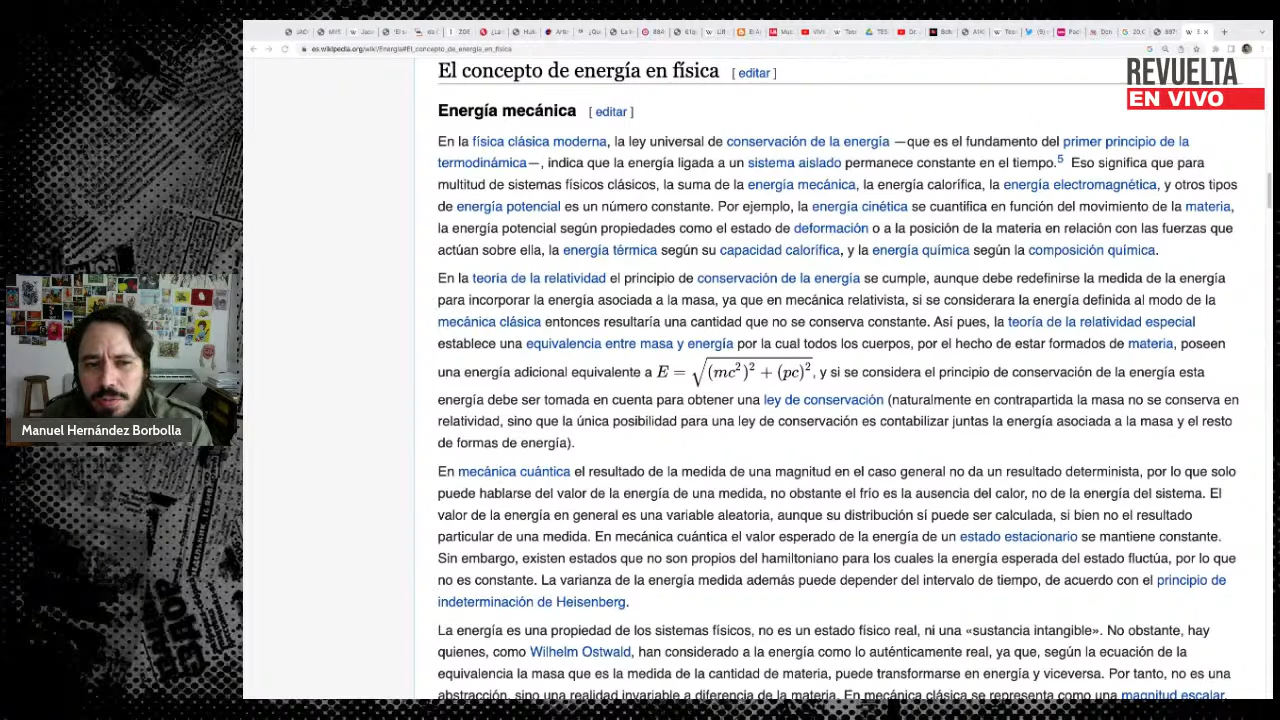 es.wikipedia.org/wiki/Energía#El_concepto_de_energía_en_física
El concepto de energía en física [ editar ]
REVUELTA
EN VIVO
Energía mecánica [ editar ]
En la física clásica moderna, la ley universal de conservación de la energía —que es el fundamento del primer principio de la
termodinámica—, indica que la energía ligada a un sistema aislado permanece constante en el tiempo.5 Eso significa que para
multitud de sistemas físicos clásicos, la suma de la energía mecánica, la energía calorífica, la energía electromagnética, y otros tipos
de energía potencial es un número constante. Por ejemplo, la energía cinética se cuantifica en función del movimiento de la materia,
la energía potencial según propiedades como el estado de deformación o a la posición de la materia en relación con las fuerzas que
actúan sobre ella, la energía térmica según su capacidad calorífica, y la energía química según la composición química.
En la teoría de la relatividad el principio de conservación de la energía se cumple, aunque debe redefinirse la medida de la energía
para incorporar la energía asociada a la masa, ya que en mecánica relativista, si se considerara la energía definida al modo de la
mecánica clásica entonces resultaría una cantidad que no se conserva constante. Así pues, la teoría de la relatividad especial
establece una equivalencia entre masa y energía por la cual todos los cuerpos, por el hecho de estar formados de materia, poseen
una energía adicional equivalente a E = √(mc²)² + (pc)², y si se considera el principio de conservación de la energía esta
energía debe ser tomada en cuenta para obtener una ley de conservación (naturalmente en contrapartida la masa no se conserva en
relatividad, sino que la única posibilidad para una ley de conservación es contabilizar juntas la energía asociada a la masa y el resto
de formas de energía).
Manuel Hernández Borbolla
En mecánica cuántica el resultado de la medida de una magnitud en el caso general no da un resultado determinista, por lo que solo
puede hablarse del valor de la energía de una medida, no obstante el frío es la ausencia del calor, no de la energía del sistema. El
valor de la energía en general es una variable aleatoria, aunque su distribución sí puede ser calculada, si bien no el resultado
particular de una medida. En mecánica cuántica el valor esperado de la energía de un estado estacionario se mantiene constante.
Sin embargo, existen estados que no son propios del hamiltoniano para los cuales la energía esperada del estado fluctúa, por lo que
no es constante. La varianza de la energía medida además puede depender del intervalo de tiempo, de acuerdo con el principio de
indeterminación de Heisenberg.
La energía es una propiedad de los sistemas físicos, no es un estado físico real, ni una «sustancia intangible». No obstante, hay
quienes, como Wilhelm Ostwald, han considerado a la energía como lo auténticamente real, ya que, según la ecuación de la
equivalencia la masa que es la medida de la cantidad de materia, puede transformarse en energía y viceversa. Por tanto, no es una
abstracción, sino una realidad invariable a diferencia de la materia. En mecánica clásica se representa como una magnitud escalar.